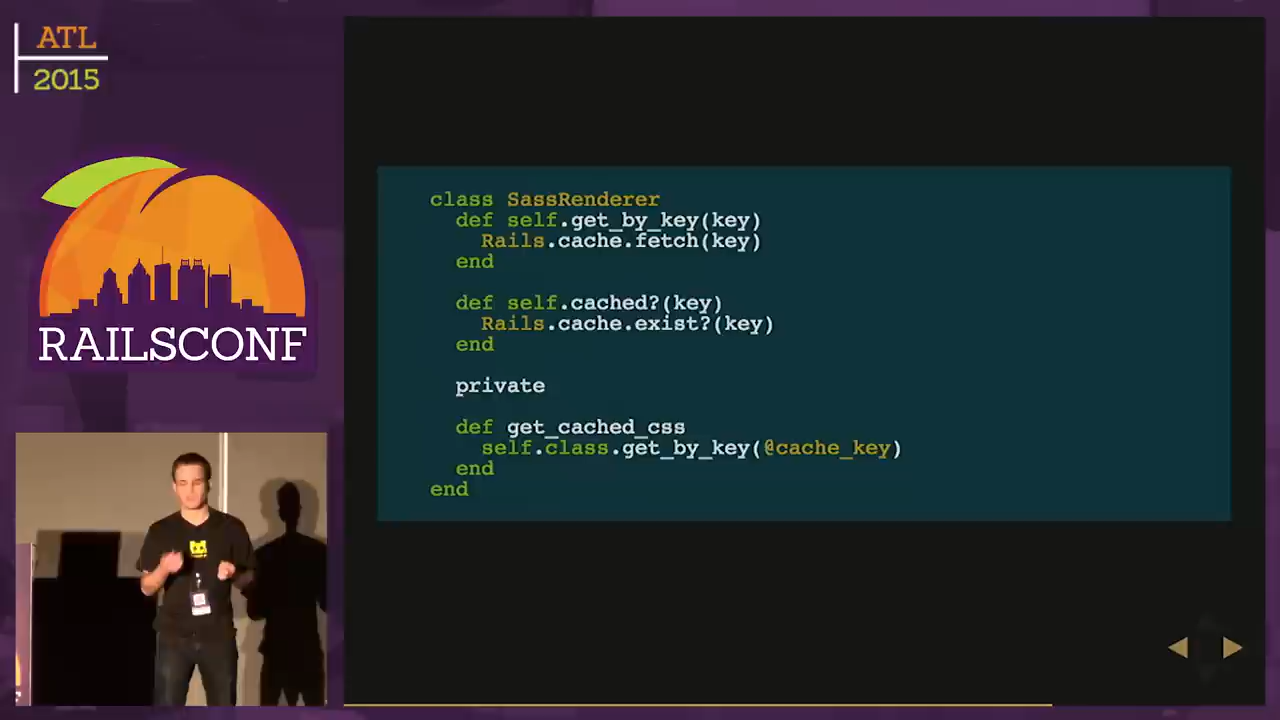 ATL
2015
RAILSCONF
class SassRenderer
  def self.get_by_key(key)
    Rails.cache.fetch(key)
  end

  def self.cached?(key)
    Rails.cache.exist?(key)
  end

  private

  def get_cached_css
    self.class.get_by_key(@cache_key)
  end
end